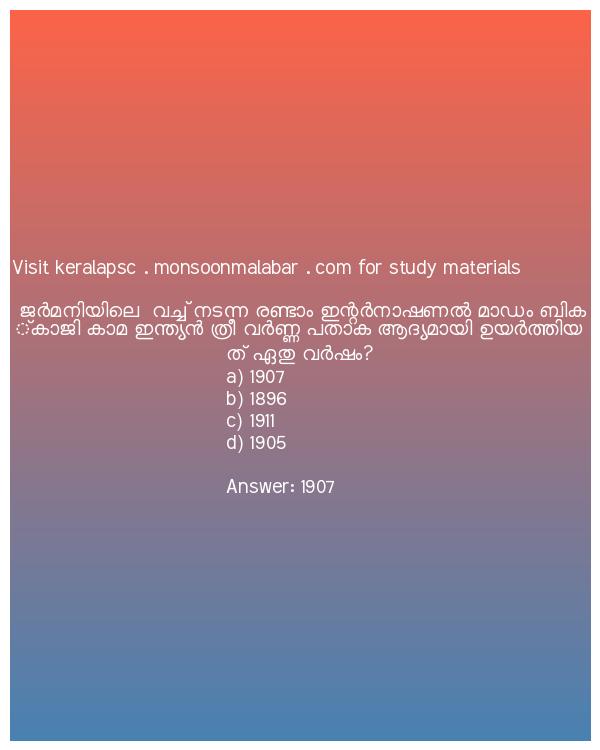 Visit keralapsc . monsoonmalabar . com for study materials
ജർമനിയിലെ വച്ച് നടന്ന രണ്ടാം ഇന്റർനാഷണൽ മാഡം ബിക
്കാജി കാമ ഇന്ത്യൻ ത്രീ വർണ്ണ പതാക ആദ്യമായി ഉയർത്തിയ
ത് ഏതു വർഷം?
a) 1907
b) 1896
c) 1911
d) 1905
Answer: 1907